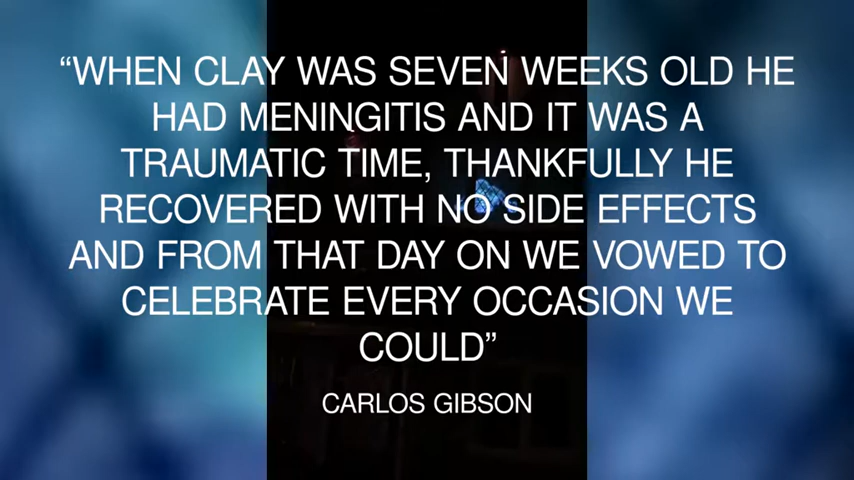 “WHEN CLAY WAS SEVEN WEEKS OLD HE
HAD MENINGITIS AND IT WAS A
TRAUMATIC TIME, THANKFULLY HE
RECOVERED WITH NO SIDE EFFECTS
AND FROM THAT DAY ON WE VOWED TO
CELEBRATE EVERY OCCASION WE
COULD”
CARLOS GIBSON